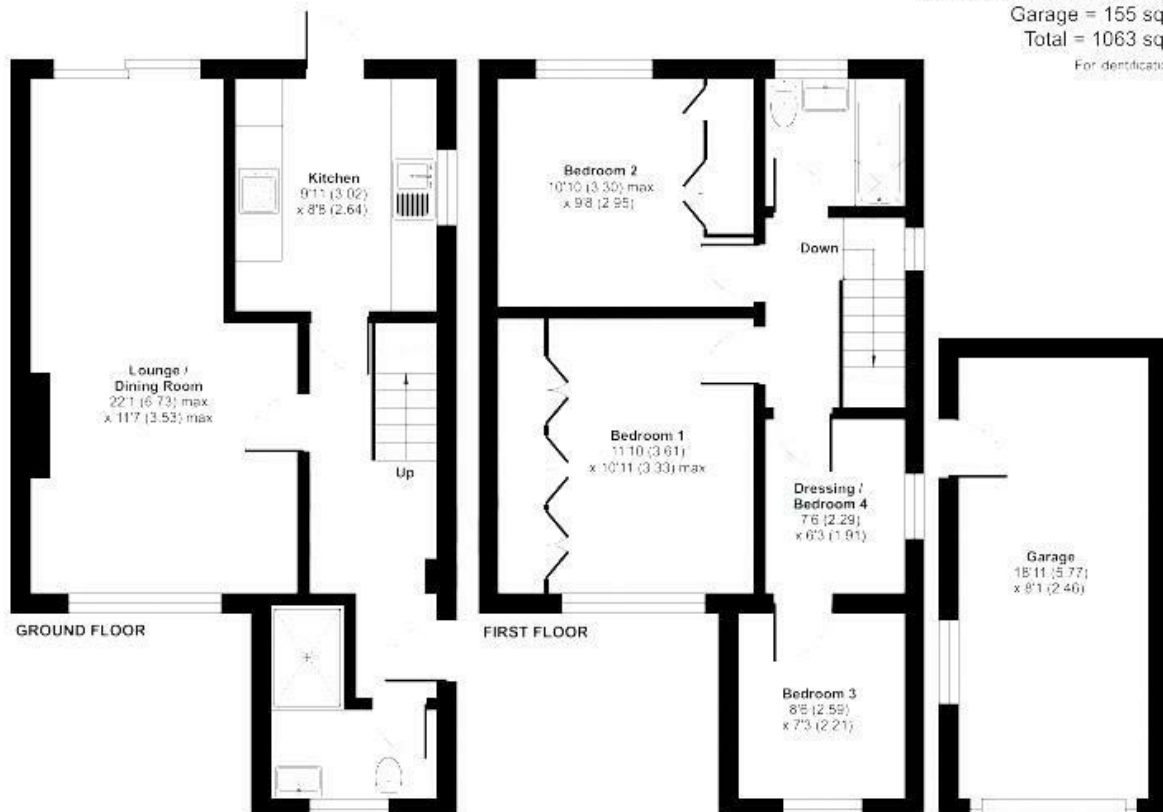 Garage = 155 sq
Total = 1063 sq
For identificatio
Kitchen
9'11 (3.02)
x 8'8 (2.64)
Bedroom 2
10'10 (3.30) max
x 9'8 (2.95)
Down
Lounge /
Dining Room
22'1 (6.73) max
x 11'7 (3.53) max
Up
Bedroom 1
11'10 (3.61)
x 10'11 (3.33) max
Dressing /
Bedroom 4
7'6 (2.29)
x 6'3 (1.91)
Garage
18'11 (5.77)
x 8'1 (2.46)
GROUND FLOOR
FIRST FLOOR
Bedroom 3
8'6 (2.59)
x 7'3 (2.21)